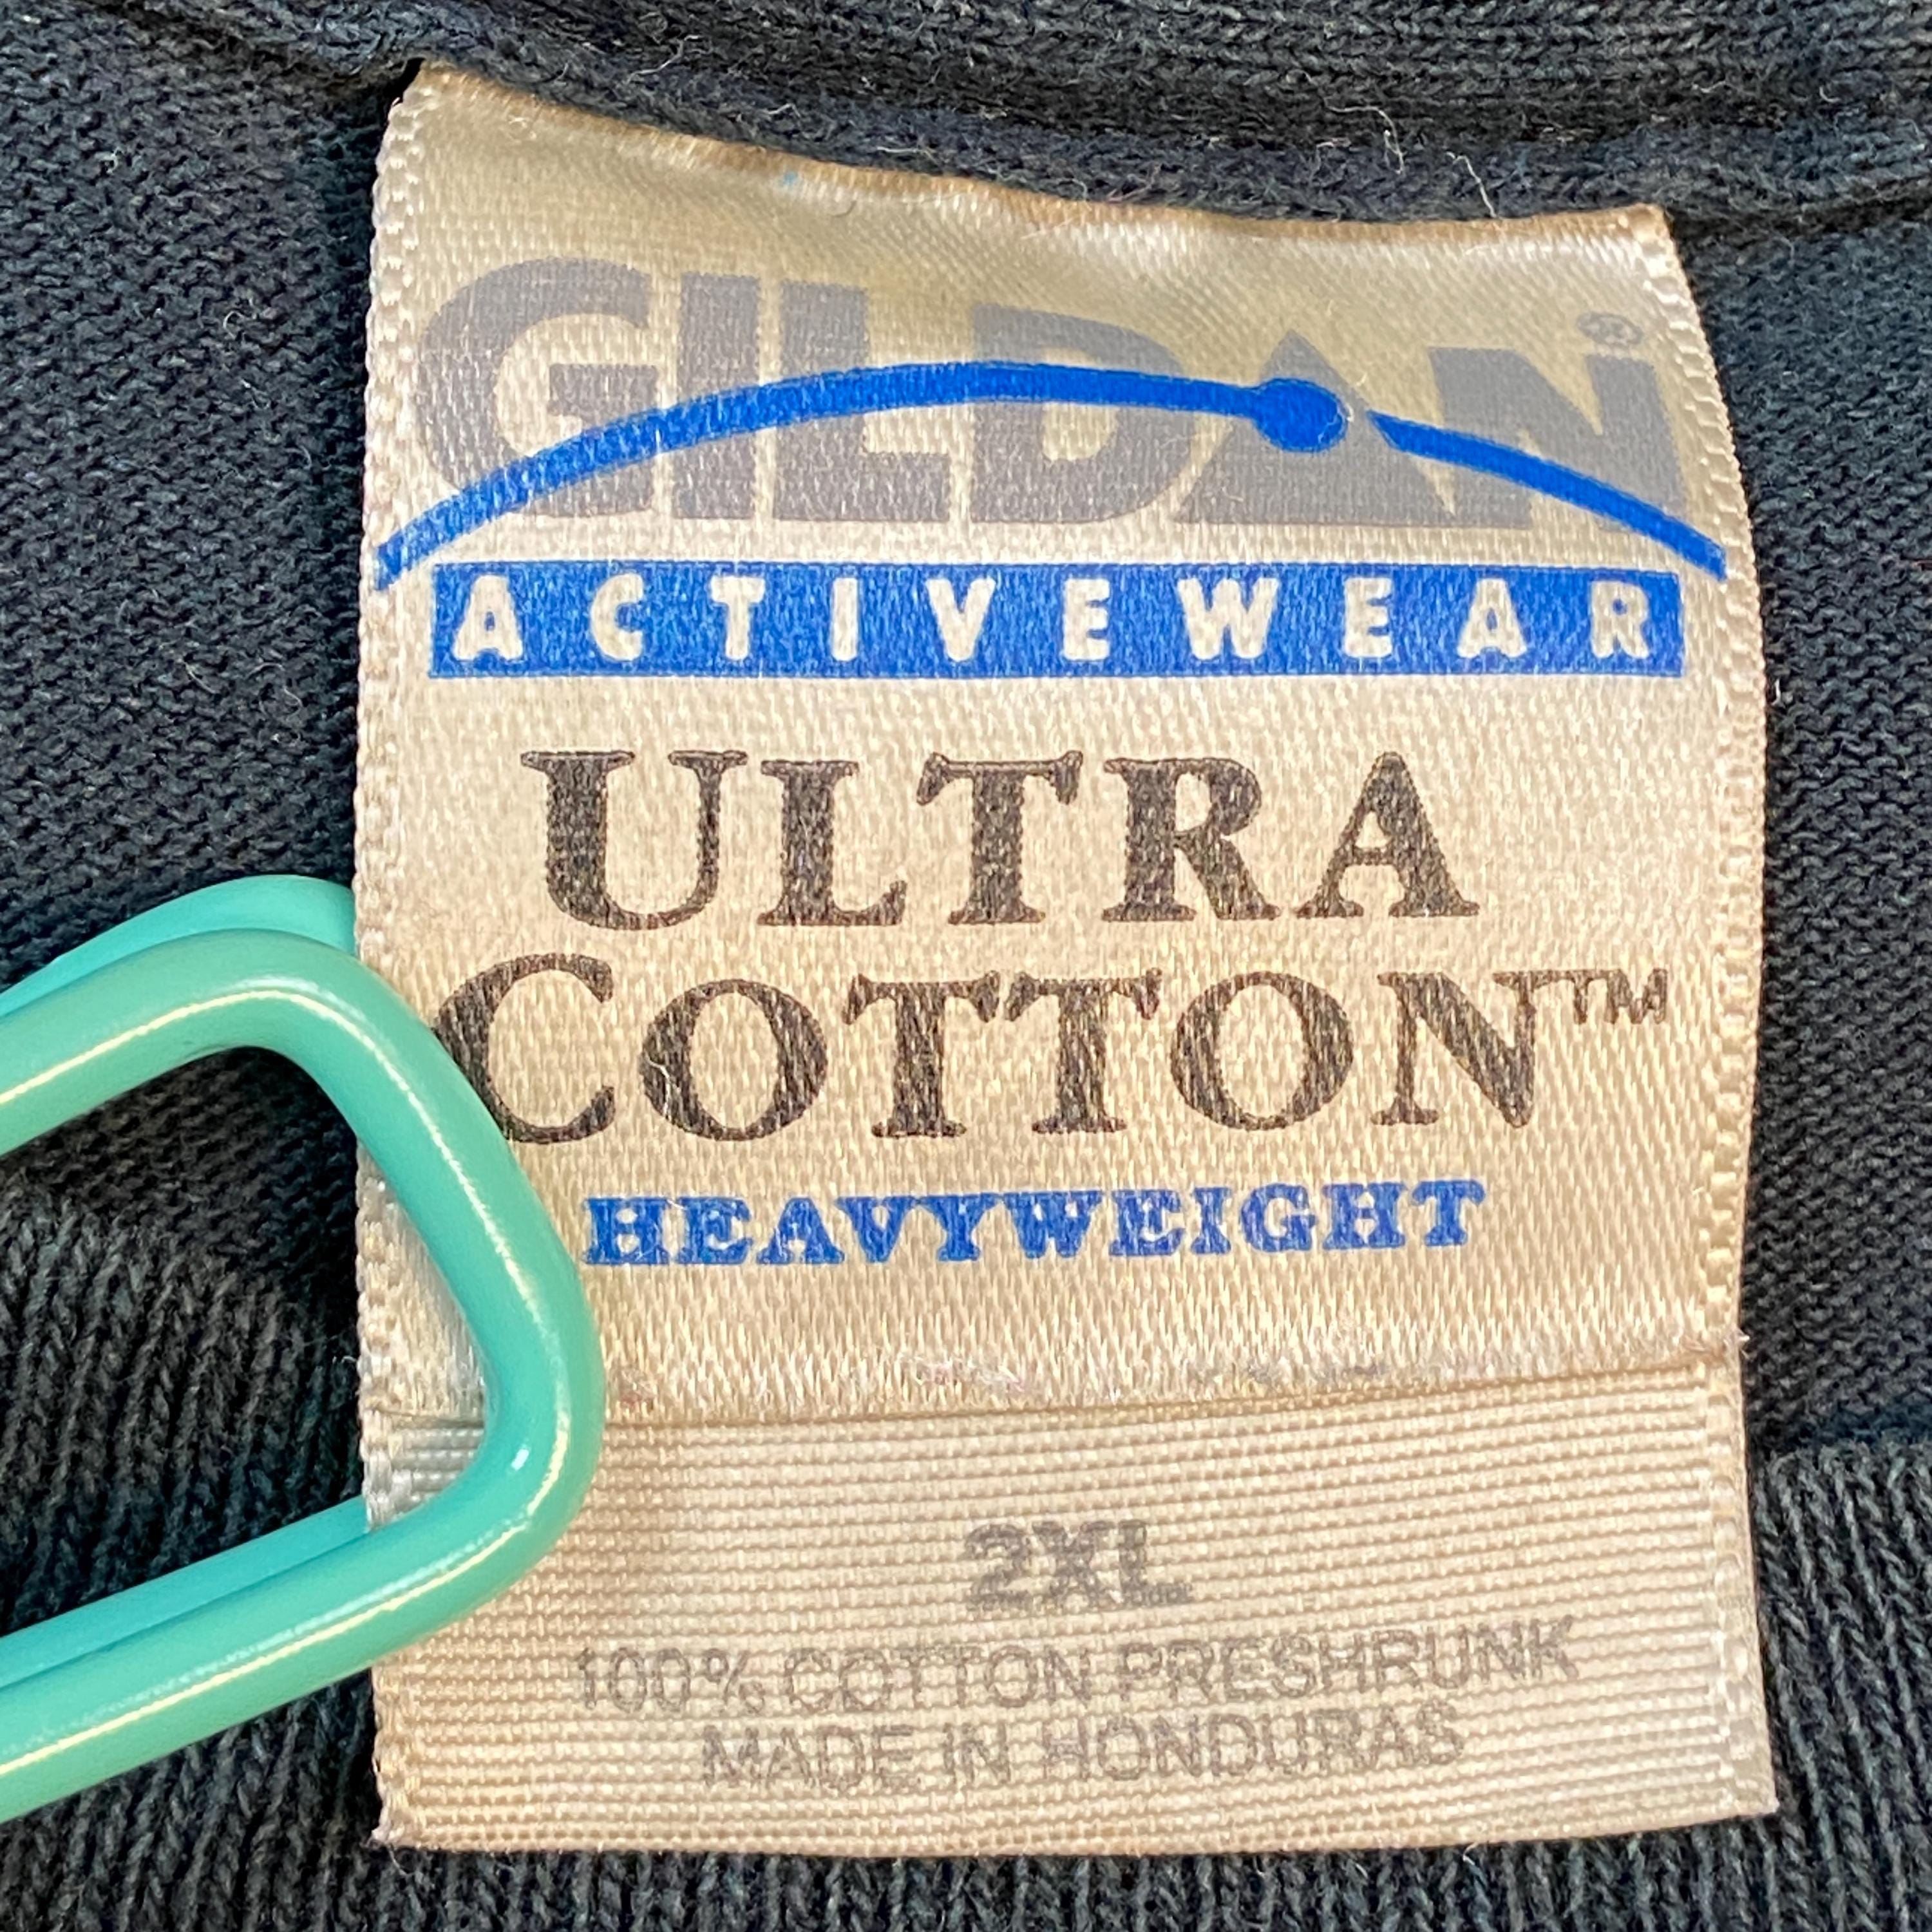 GILDAN®
ACTIVEWEAR
ULTRA
COTTON™
HEAVYWEIGHT
2XL
100% COTTON PRESHRUNK
MADE IN HONDURAS